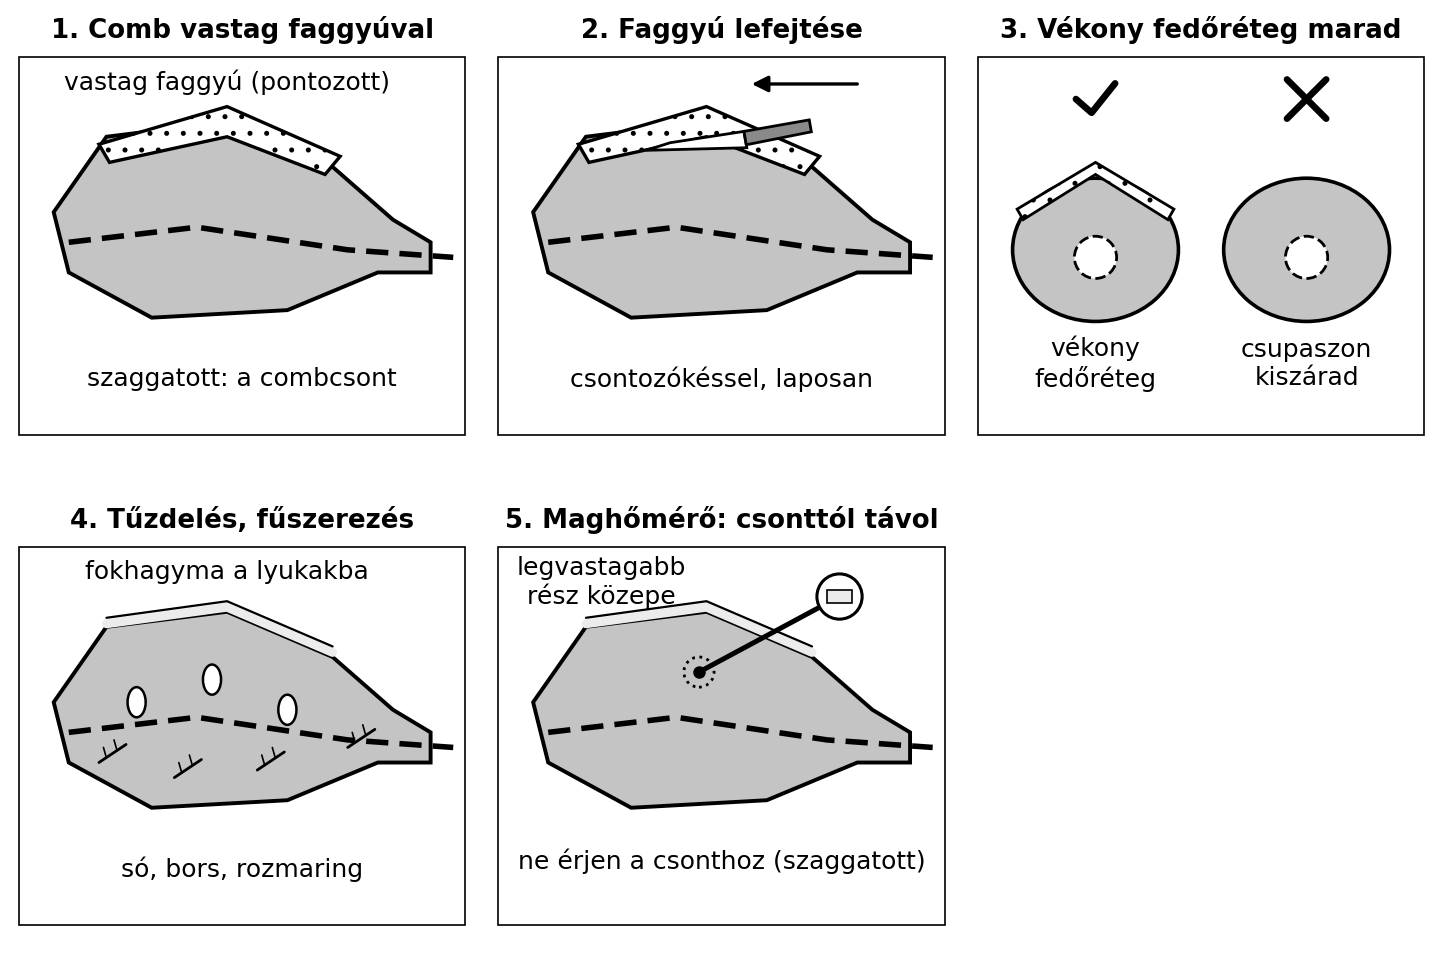 1. Comb vastag faggyúval
vastag faggyú (pontozott)
szaggatott: a combcsont
2. Faggyú lefejtése
csontozókéssel, laposan
3. Vékony fedőréteg marad
vékony
fedőréteg
csupaszon
kiszárad
4. Tűzdelés, fűszerezés
fokhagyma a lyukakba
só, bors, rozmaring
5. Maghőmérő: csonttól távol
legvastagabb
rész közepe
ne érjen a csonthoz (szaggatott)